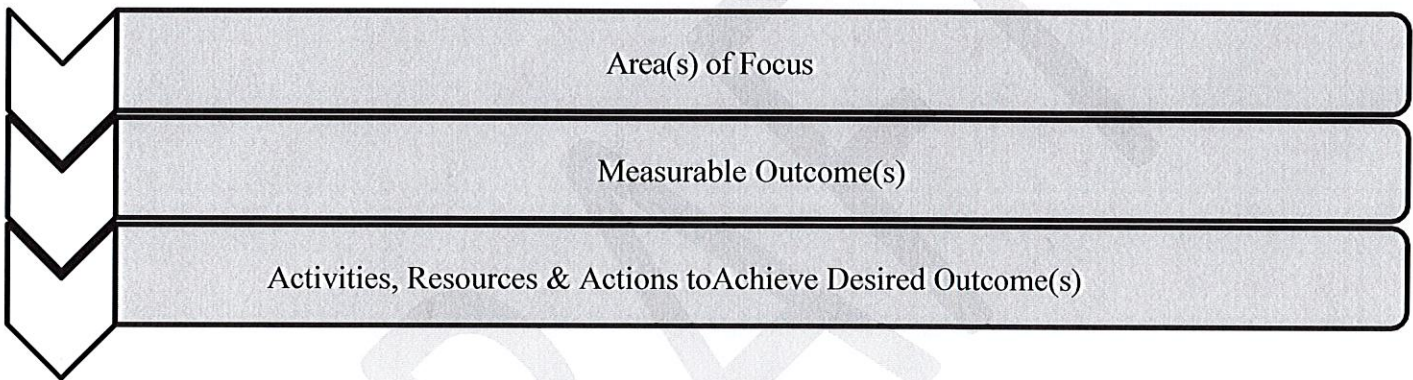 Area(s) of Focus
Measurable Outcome(s)
Activities, Resources & Actions toAchieve Desired Outcome(s)